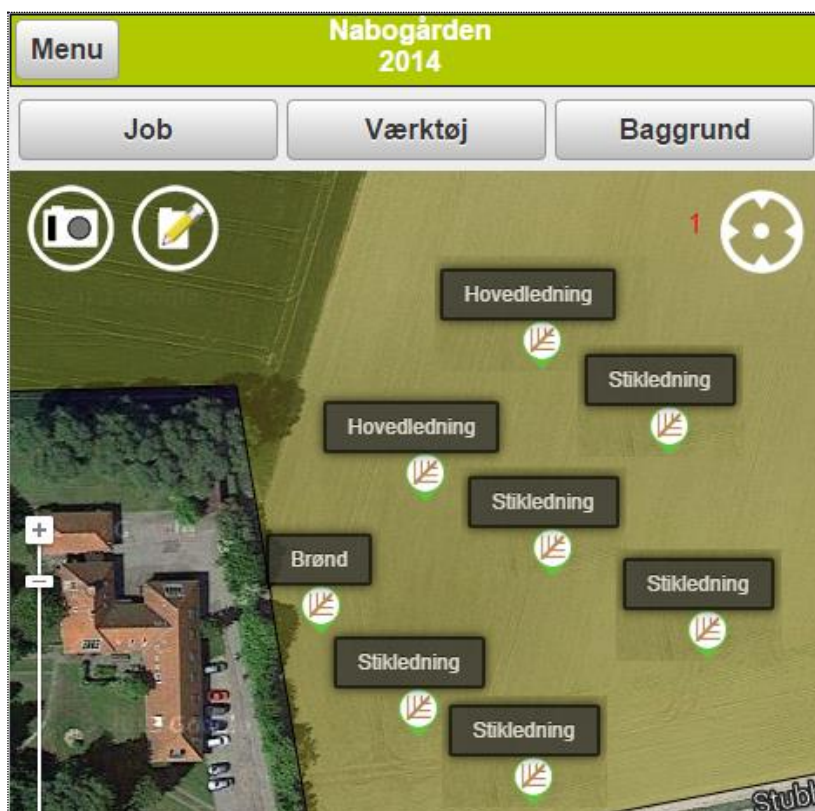 Menu
Nabogården
2014
Job
Værktøj
Baggrund
1
Hovedledning
Stikledning
Hovedledning
Stikledning
Brønd
Stikledning
Stikledning
Stikledning